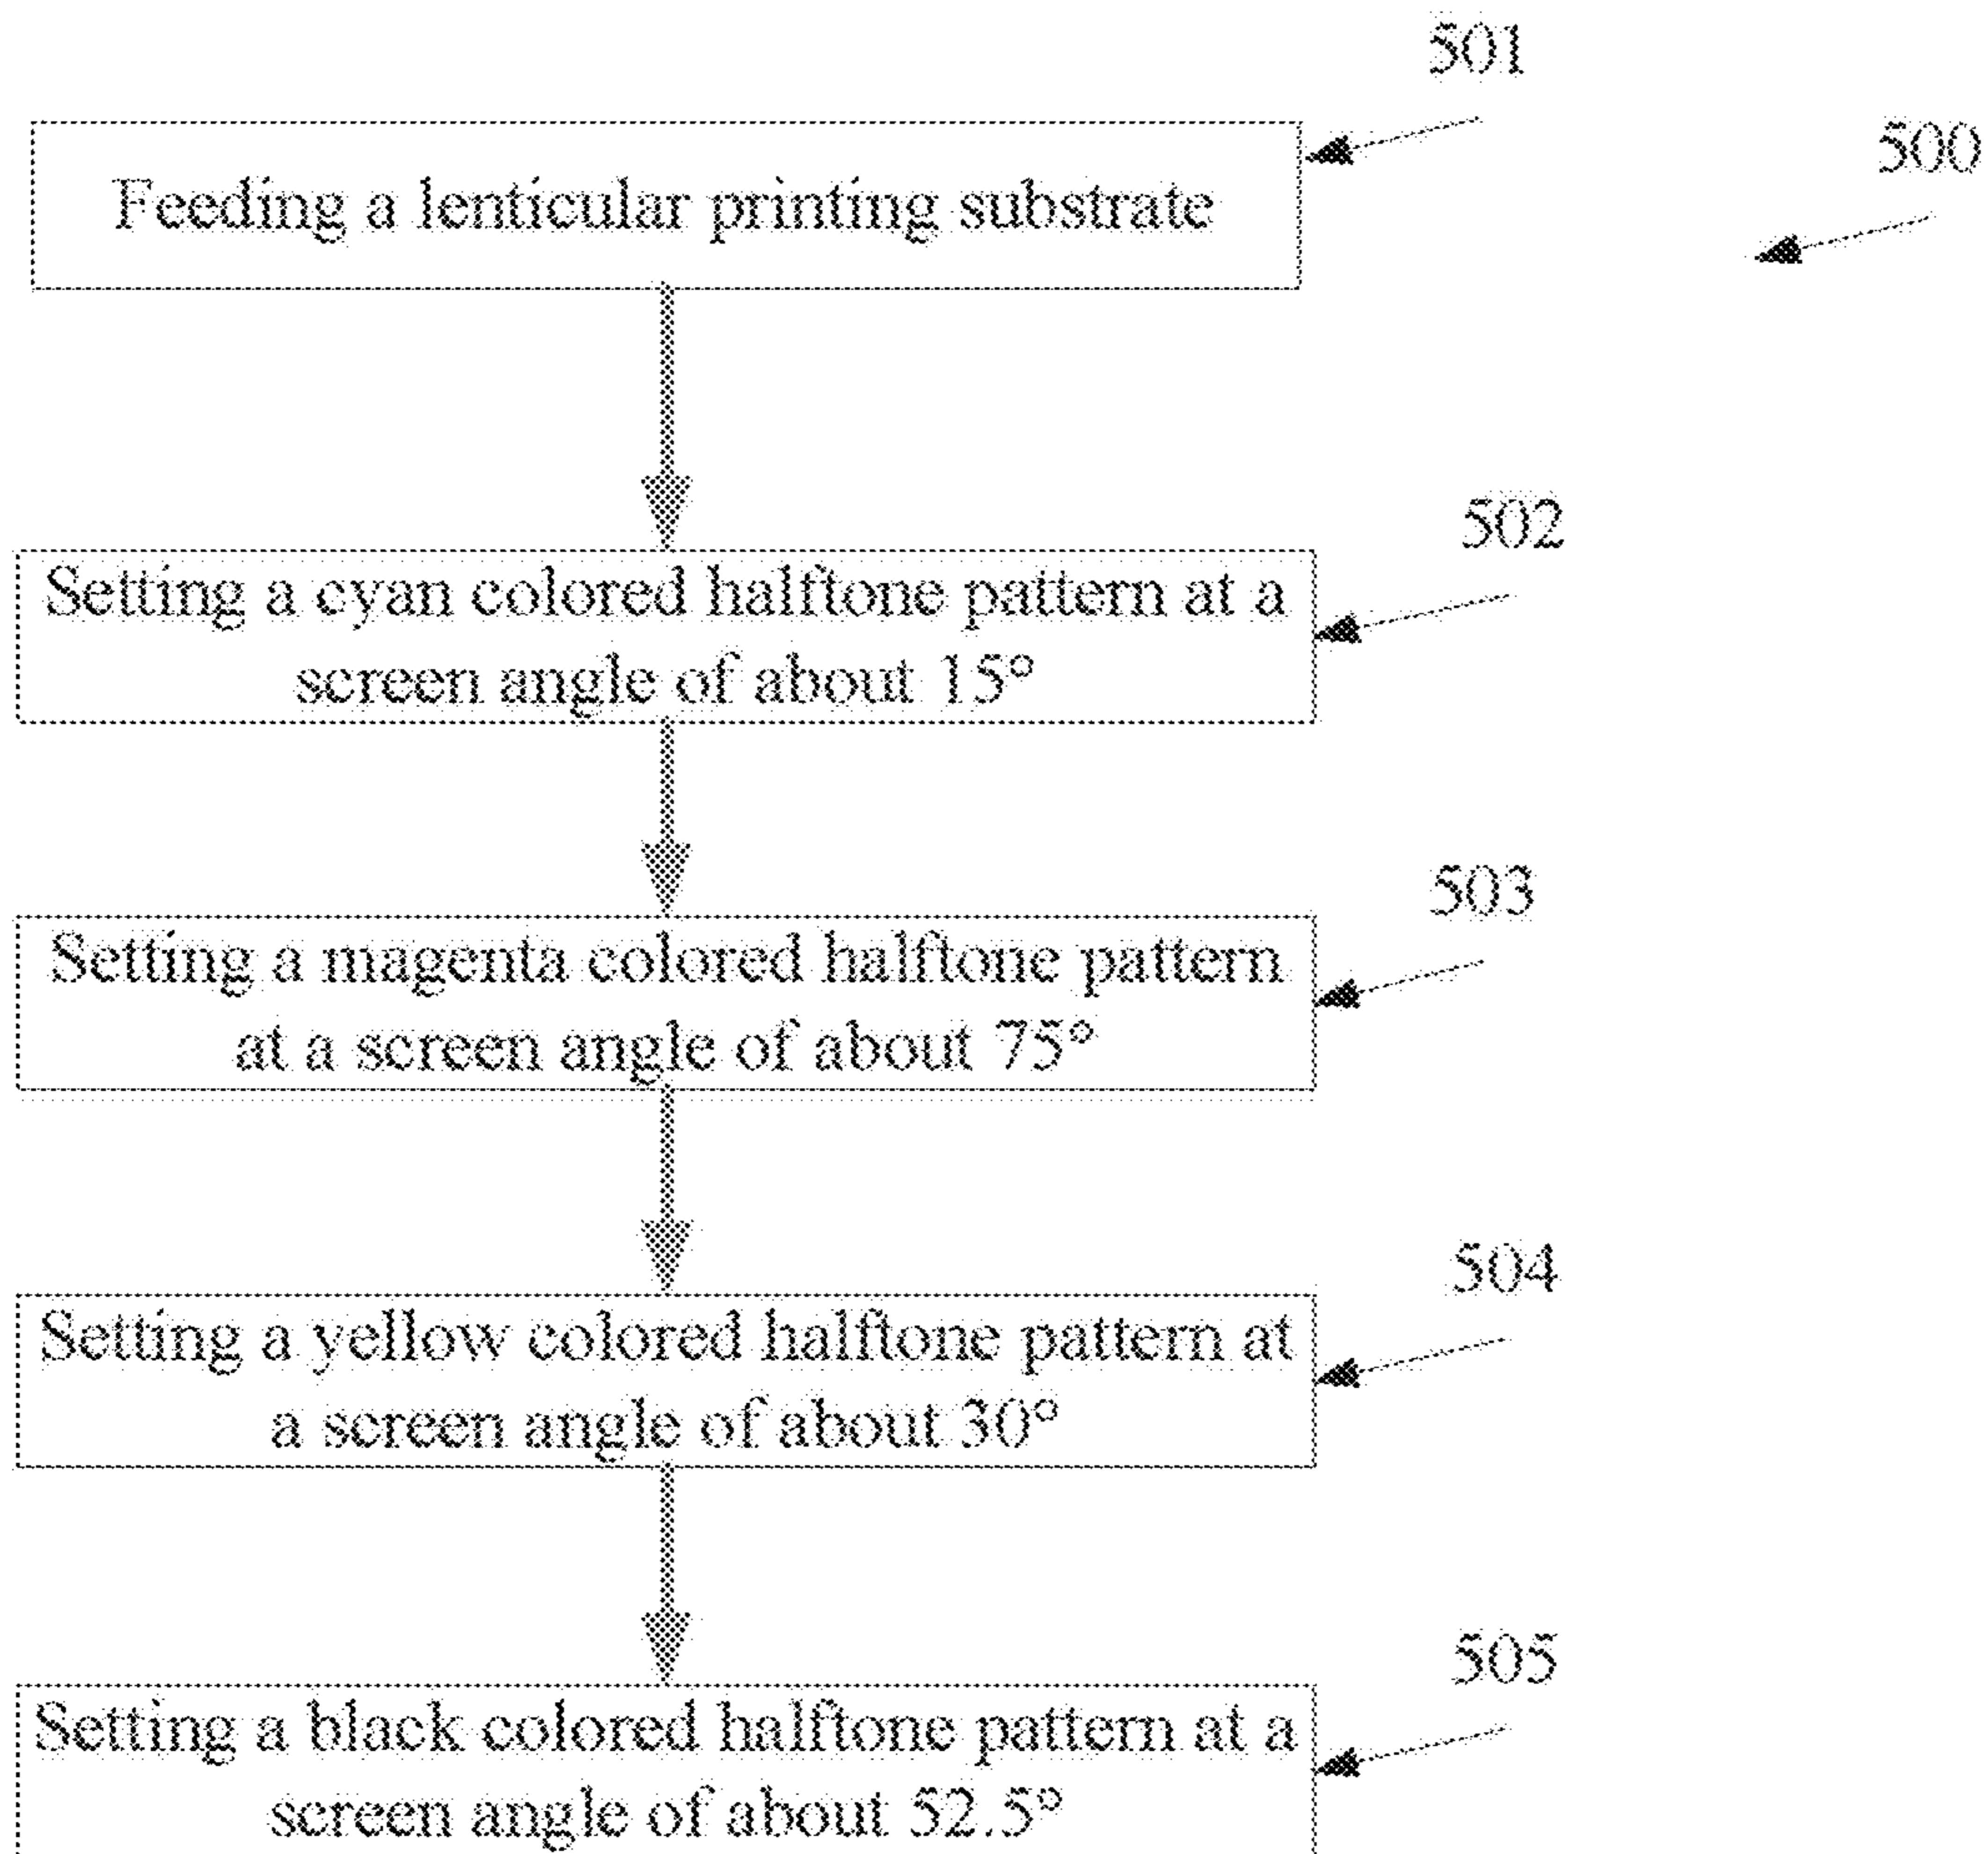 501
500
Feeding a lenticular printing substrate
502
Setting a cyan colored halftone pattern at a
screen angle of about 15°
503
Setting a magenta colored halftone pattern
at a screen angle of about 75°
504
Setting a yellow colored halftone pattern at
a screen angle of about 30°
505
Setting a black colored halftone pattern at a
screen angle of about 52.5°